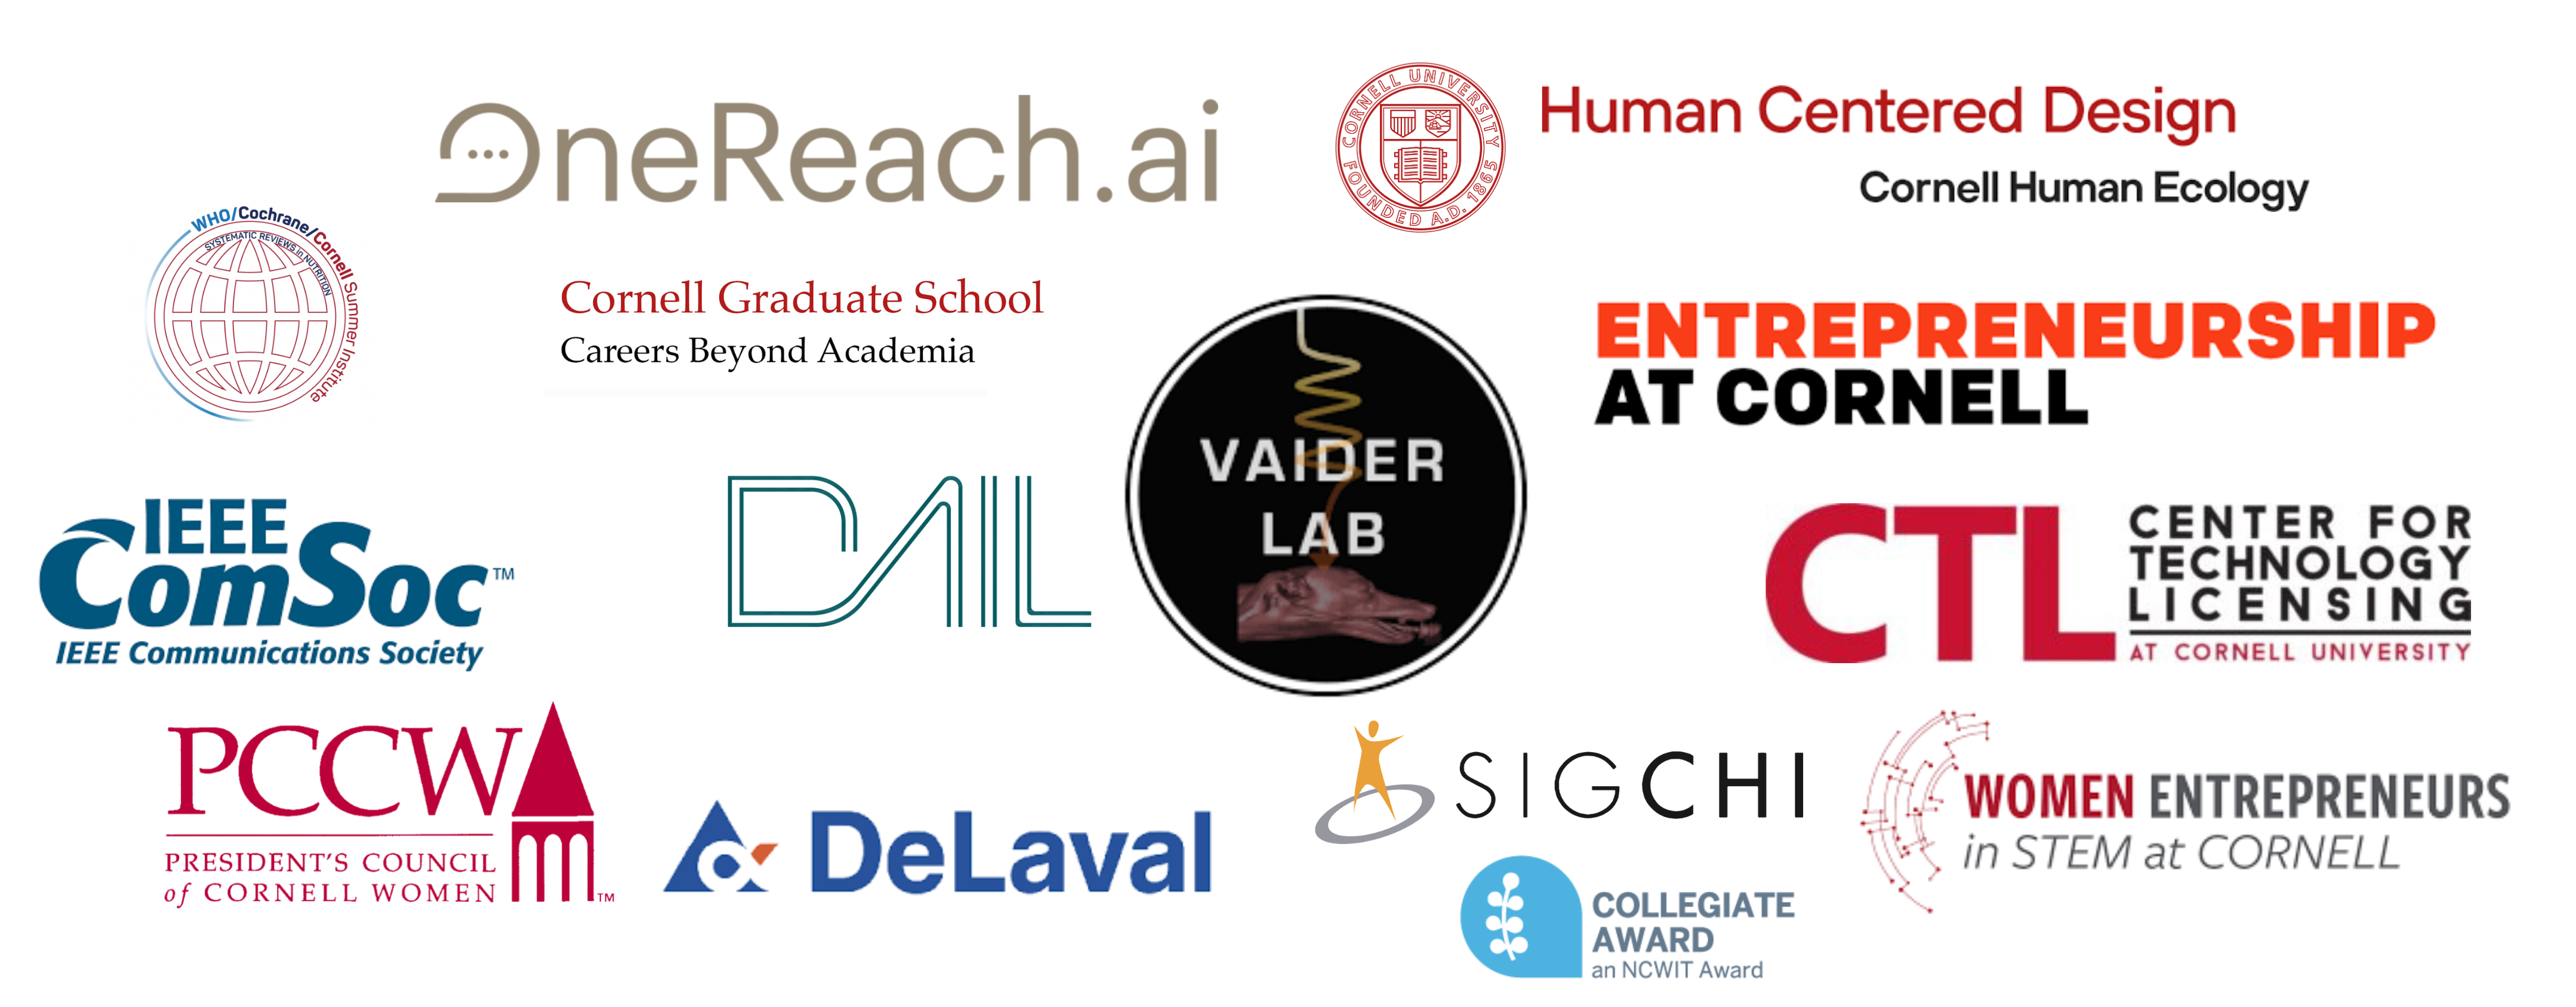 OneReach.ai
CORNELL UNIVERSITY
FOUNDED A.D. 1865
Human Centered Design
Cornell Human Ecology
WHO/Cochrane/Cornell Summer Institute
SYSTEMATIC REVIEWS in NUTRITION
Cornell Graduate School
Careers Beyond Academia
VAIDER
LAB
ENTREPRENEURSHIP
AT CORNELL
IEEE
ComSoc™
IEEE Communications Society
DAIL
CTL
CENTER FOR
TECHNOLOGY
LICENSING
AT CORNELL UNIVERSITY
PCCW
PRESIDENT'S COUNCIL
of CORNELL WOMEN
™
DeLaval
SIGCHI
WOMEN ENTREPRENEURS
in STEM at CORNELL
COLLEGIATE
AWARD
an NCWIT Award